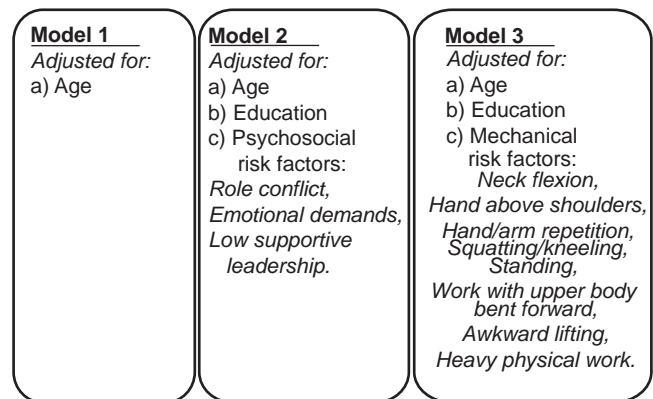 Model 1
Adjusted for:
a) Age
Model 2
Adjusted for:
a) Age
b) Education
c) Psychosocial
risk factors:
Role conflict,
Emotional demands,
Low supportive
leadership.
Model 3
Adjusted for:
a) Age
b) Education
c) Mechanical
risk factors:
Neck flexion,
Hand above shoulders,
Hand/arm repetition,
Squatting/kneeling,
Standing,
Work with upper body
bent forward,
Awkward lifting,
Heavy physical work.